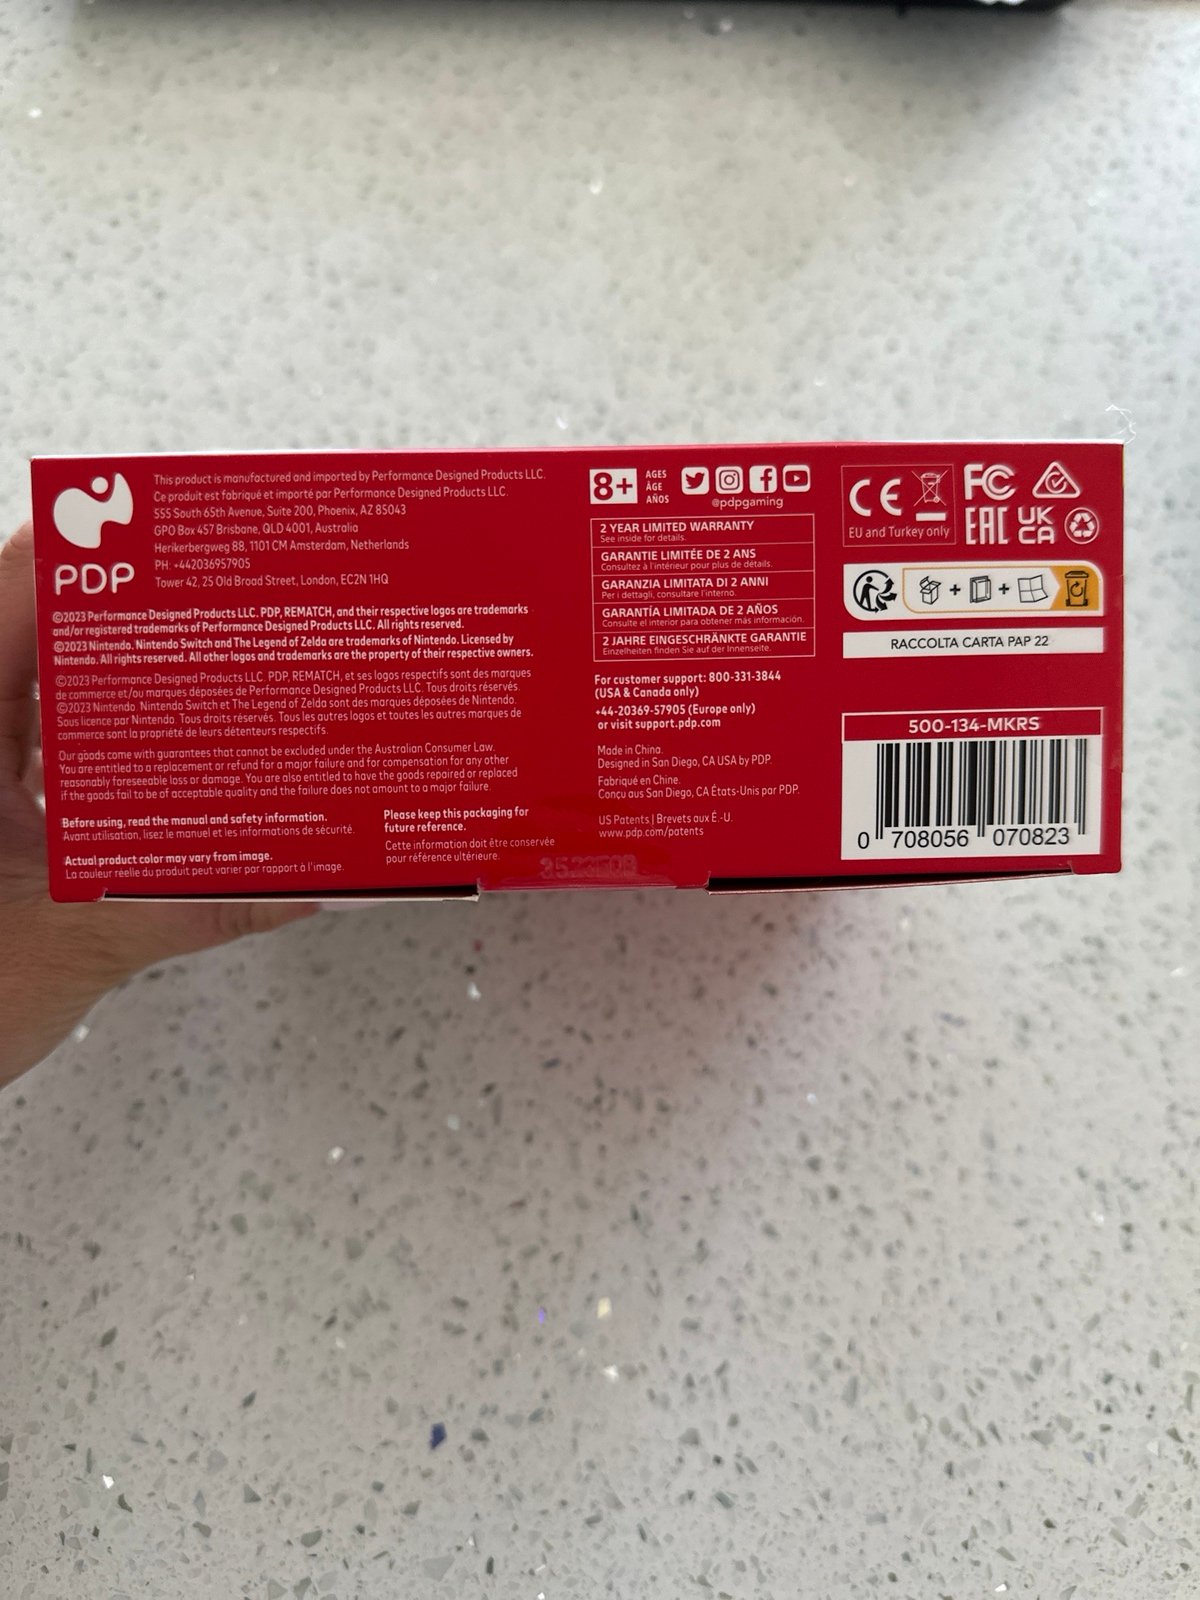 PDP
This product is manufactured and imported by Performance Designed Products LLC.
Ce produit est fabriqué et importé par Performance Designed Products LLC.
555 South 65th Avenue, Suite 200, Phoenix, AZ 85043
GPO Box 457 Brisbane, QLD 4001, Australia
Herikerbergweg 88, 1101 CM Amsterdam, Netherlands
PH: +442036957905
Tower 42, 25 Old Broad Street, London, EC2N 1HQ
©2023 Performance Designed Products LLC. PDP, REMATCH, and their respective logos are trademarks
and/or registered trademarks of Performance Designed Products LLC. All rights reserved.
©2023 Nintendo. Nintendo Switch and The Legend of Zelda are trademarks of Nintendo. Licensed by
Nintendo. All rights reserved. All other logos and trademarks are the property of their respective owners.
©2023 Performance Designed Products LLC. PDP, REMATCH, et ses logos respectifs sont des marques
de commerce et/ou marques déposées de Performance Designed Products LLC. Tous droits réservés.
©2023 Nintendo. Nintendo Switch et The Legend of Zelda sont des marques déposées de Nintendo.
Sous licence par Nintendo. Tous droits réservés. Tous les autres logos et toutes les autres marques de
commerce sont la propriété de leurs détenteurs respectifs.
Our goods come with guarantees that cannot be excluded under the Australian Consumer Law.
You are entitled to a replacement or refund for a major failure and for compensation for any other
reasonably foreseeable loss or damage. You are also entitled to have the goods repaired or replaced
if the goods fail to be of acceptable quality and the failure does not amount to a major failure.
Before using, read the manual and safety information.
Avant utilisation, lisez le manuel et les informations de sécurité.
Actual product color may vary from image.
La couleur réelle du produit peut varier par rapport à l'image.
Please keep this packaging for
future reference.
Cette information doit être conservée
pour référence ultérieure.
8+
AGES
ÂGE
AÑOS
@pdpgaming
2 YEAR LIMITED WARRANTY
See inside for details.
GARANTIE LIMITÉE DE 2 ANS
Consultez à l'intérieur pour plus de détails.
GARANZIA LIMITATA DI 2 ANNI
Per i dettagli, consultare l'interno.
GARANTÍA LIMITADA DE 2 AÑOS
Consulte el interior para obtener más información.
2 JAHRE EINGESCHRÄNKTE GARANTIE
Einzelheiten finden Sie auf der Innenseite.
For customer support: 800-331-3844
(USA & Canada only)
+44-20369-57905 (Europe only)
or visit support.pdp.com
Made in China.
Designed in San Diego, CA USA by PDP.
Fabriqué en Chine.
Conçu aus San Diego, CA États-Unis par PDP.
US Patents | Brevets aux É.-U.
www.pdp.com/patents
CE
EU and Turkey only
FC
EAC
UK
CA
RACCOLTA CARTA PAP 22
500-134-MKRS
0 708056 070823